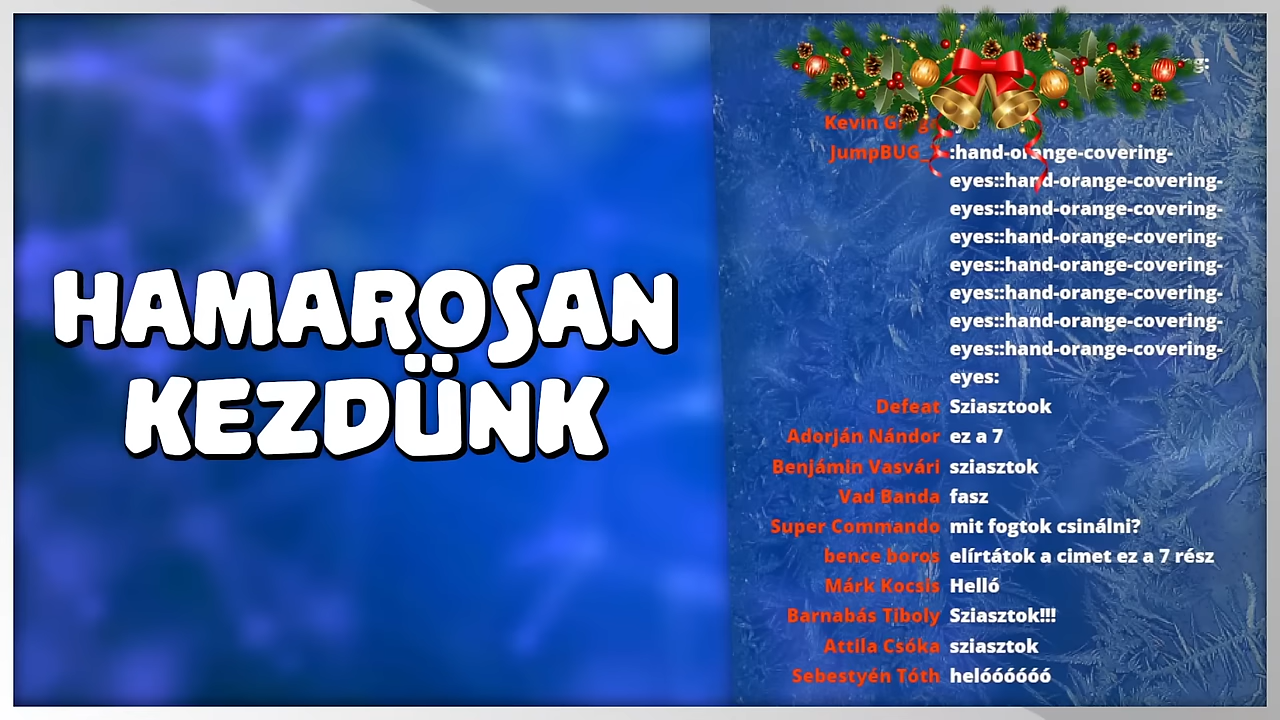 HAMAROSAN
KEZDÜNK
Kevin
JumpBUG_ :hand-orange-covering-
eyes::hand-orange-covering-
eyes::hand-orange-covering-
eyes::hand-orange-covering-
eyes::hand-orange-covering-
eyes::hand-orange-covering-
eyes::hand-orange-covering-
eyes::hand-orange-covering-
eyes:
Defeat Sziasztook
Adorján Nándor ez a 7
Benjámin Vasvári sziasztok
Vad Banda fasz
Super Commando mit fogtok csinálni?
bence boros elírtátok a cimet ez a 7 rész
Márk Kocsis Helló
Barnabás Tiboly Sziasztok!!!
Attila Csóka sziasztok
Sebestyén Tóth helóóóóóó